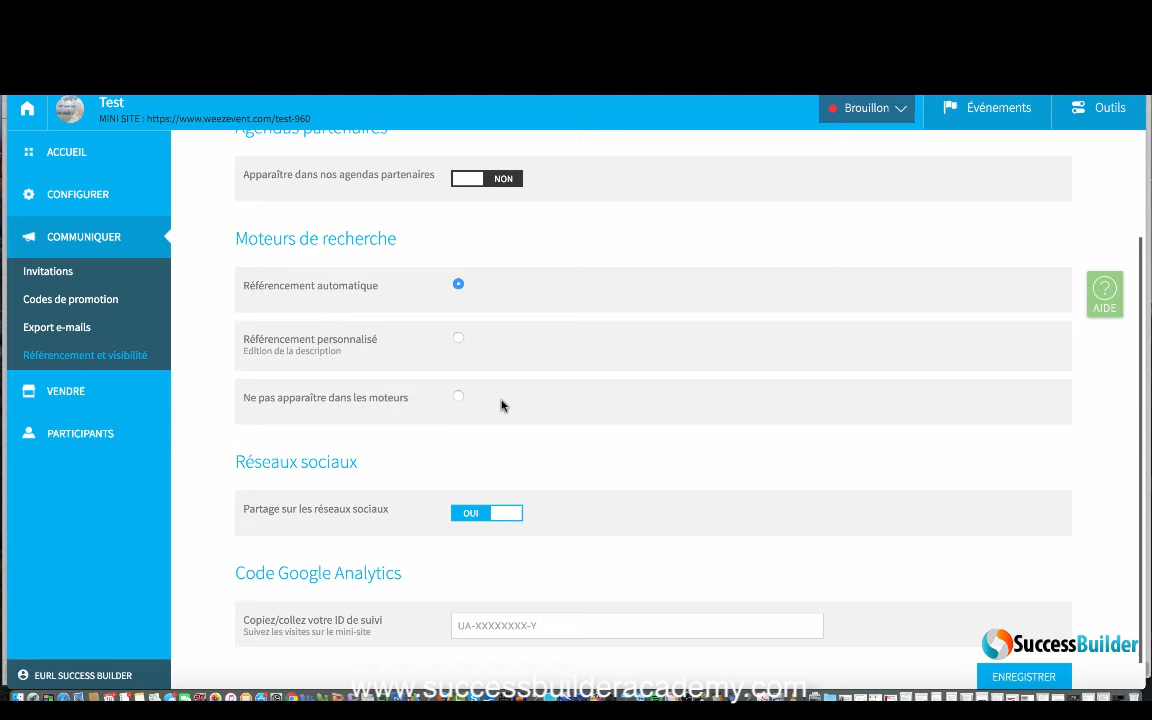 Test
MINI SITE : https://www.weezevent.com/test-960
Brouillon
Événements
Outils
ACCUEIL
CONFIGURER
COMMUNIQUER
Invitations
Codes de promotion
Export e-mails
Référencement et visibilité
VENDRE
PARTICIPANTS
EURL SUCCESS BUILDER
Agendas partenaires
Apparaître dans nos agendas partenaires
NON
Moteurs de recherche
Référencement automatique
Référencement personnalisé
Edition de la description
Ne pas apparaître dans les moteurs
Réseaux sociaux
Partage sur les réseaux sociaux
OUI
Code Google Analytics
Copiez/collez votre ID de suivi
Suivez les visites sur le mini-site
UA-XXXXXXXX-Y
?
AIDE
SuccessBuilder
ENREGISTRER
www.successbuilderacademy.com